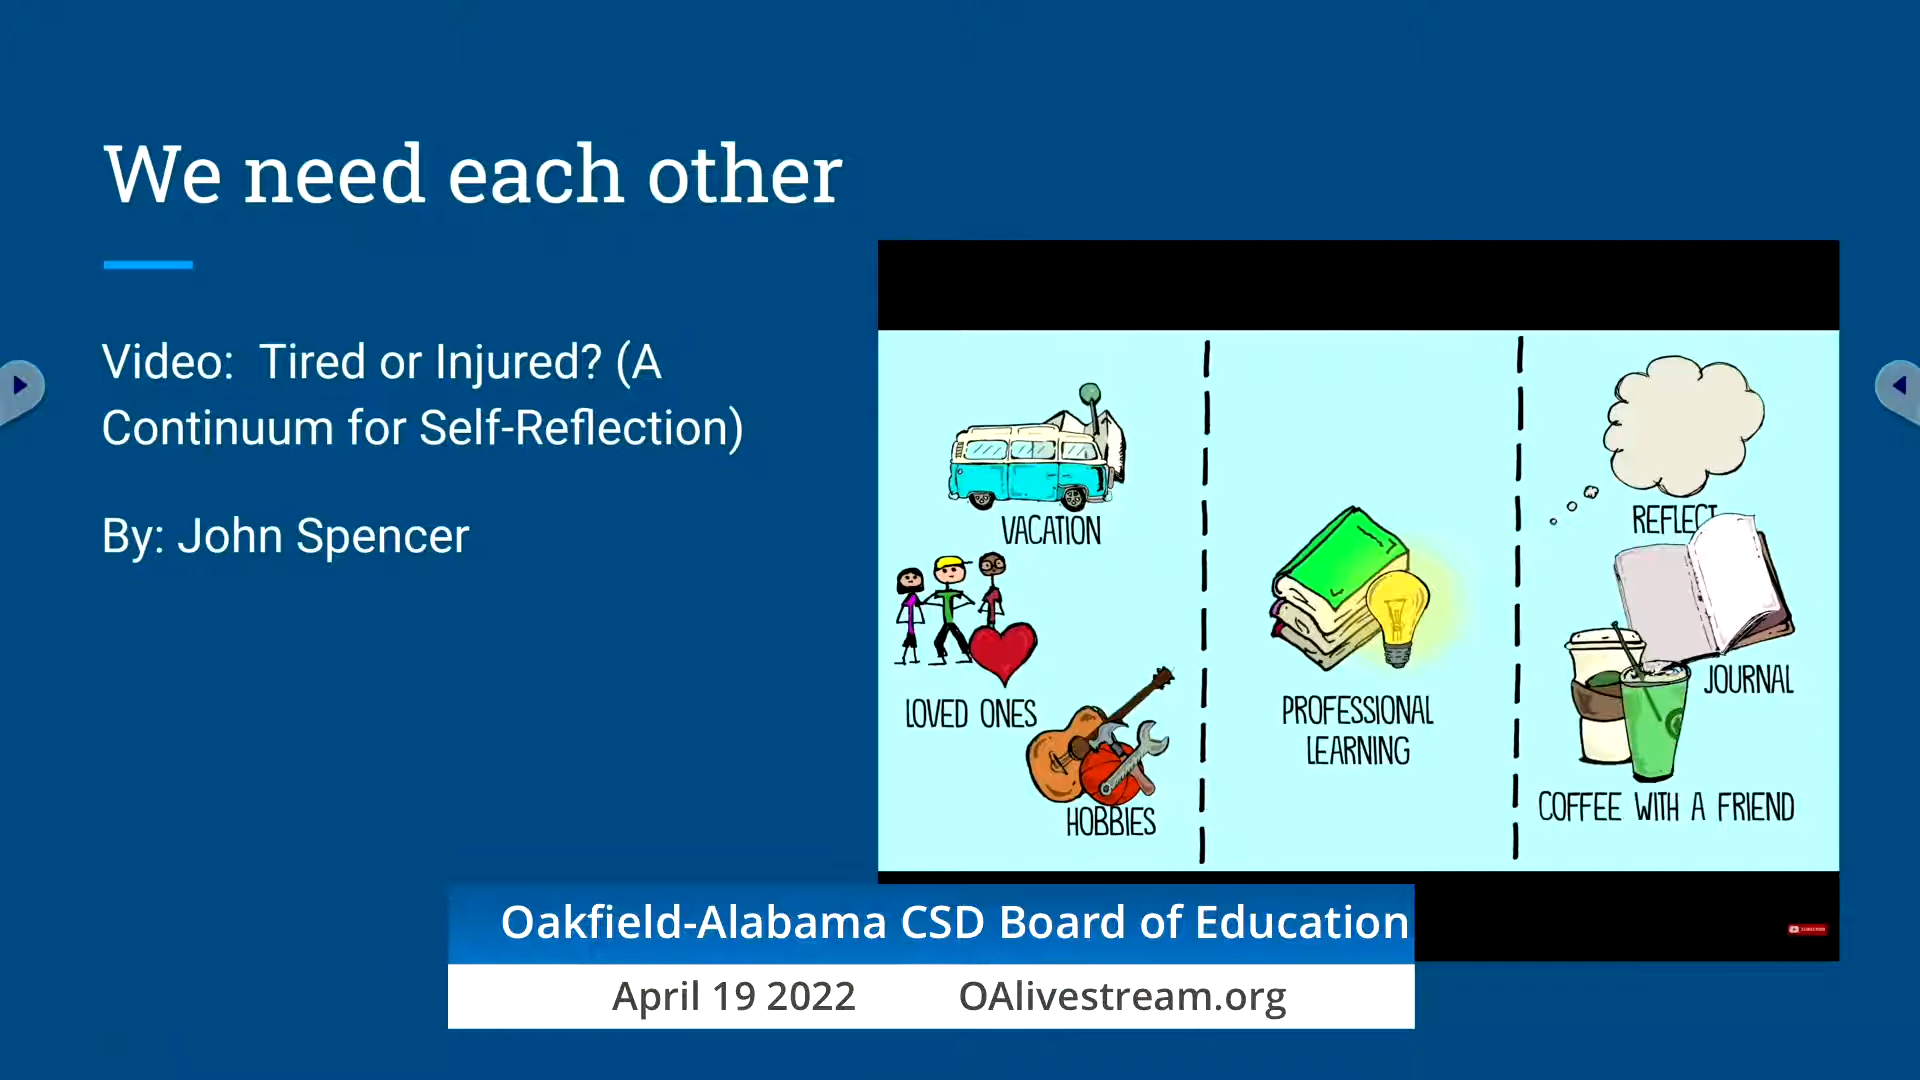 We need each other
Video: Tired or Injured? (A
Continuum for Self-Reflection)
By: John Spencer
VACATION
LOVED ONES
HOBBIES
PROFESSIONAL
LEARNING
REFLECT
JOURNAL
COFFEE WITH A FRIEND
SUBSCRIBE
Oakfield-Alabama CSD Board of Education
April 19 2022 OAlivestream.org